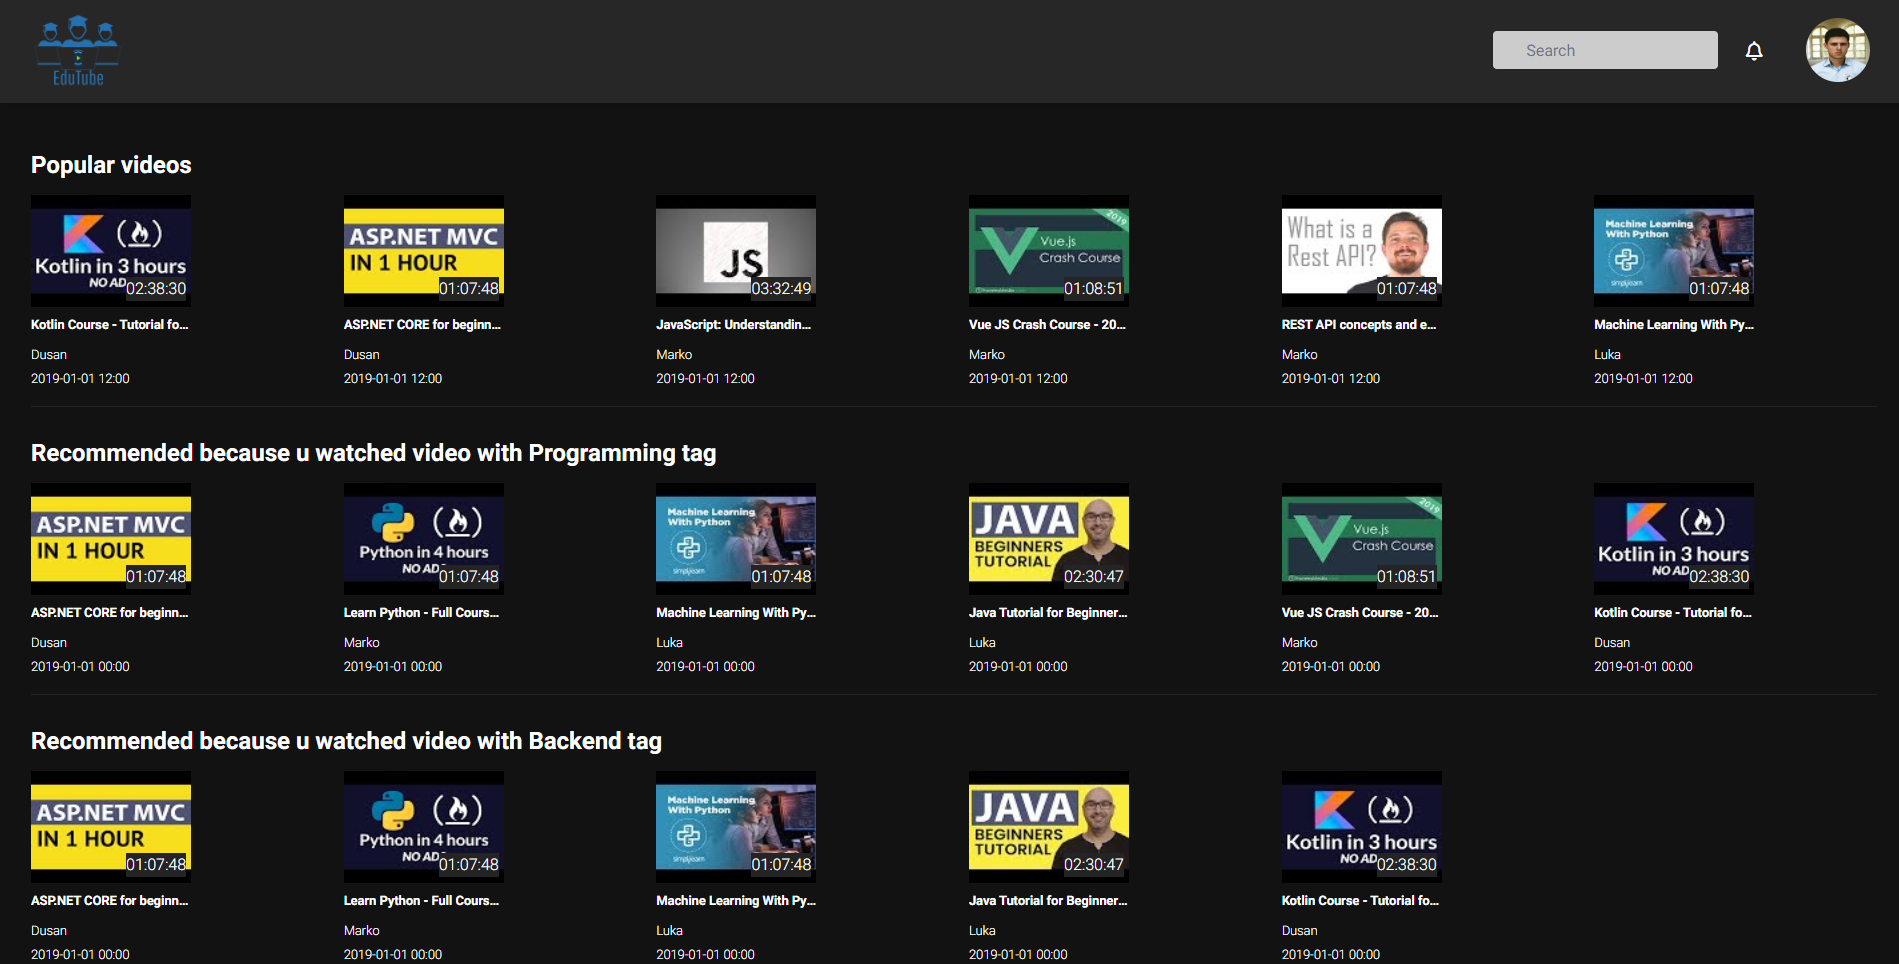 EduTube
Search
Popular videos
Kotlin in 3 hours
NO AD
02:38:30
ASP.NET MVC
IN 1 HOUR
01:07:48
JS
03:32:49
2019
Vue.js
Crash Course
01:08:51
What is a
Rest API?
01:07:48
Machine Learning
With Python
simplilearn
01:07:48
Kotlin Course - Tutorial fo...
ASP.NET CORE for beginn...
JavaScript: Understandin...
Vue JS Crash Course - 20...
REST API concepts and e...
Machine Learning With Py...
Dusan
Dusan
Marko
Marko
Marko
Luka
2019-01-01 12:00
2019-01-01 12:00
2019-01-01 12:00
2019-01-01 12:00
2019-01-01 12:00
2019-01-01 12:00
Recommended because u watched video with Programming tag
ASP.NET MVC
IN 1 HOUR
01:07:48
Python in 4 hours
NO AD
01:07:48
Machine Learning
With Python
simplilearn
01:07:48
JAVA
BEGINNERS
TUTORIAL
02:30:47
2019
Vue.js
Crash Course
01:08:51
Kotlin in 3 hours
NO AD
02:38:30
ASP.NET CORE for beginn...
Learn Python - Full Cours...
Machine Learning With Py...
Java Tutorial for Beginner...
Vue JS Crash Course - 20...
Kotlin Course - Tutorial fo...
Dusan
Marko
Luka
Luka
Marko
Dusan
2019-01-01 00:00
2019-01-01 00:00
2019-01-01 00:00
2019-01-01 00:00
2019-01-01 00:00
2019-01-01 00:00
Recommended because u watched video with Backend tag
ASP.NET MVC
IN 1 HOUR
01:07:48
Python in 4 hours
NO AD
01:07:48
Machine Learning
With Python
simplilearn
01:07:48
JAVA
BEGINNERS
TUTORIAL
02:30:47
Kotlin in 3 hours
NO AD
02:38:30
ASP.NET CORE for beginn...
Learn Python - Full Cours...
Machine Learning With Py...
Java Tutorial for Beginner...
Kotlin Course - Tutorial fo...
Dusan
Marko
Luka
Luka
Dusan
2019-01-01 00:00
2019-01-01 00:00
2019-01-01 00:00
2019-01-01 00:00
2019-01-01 00:00